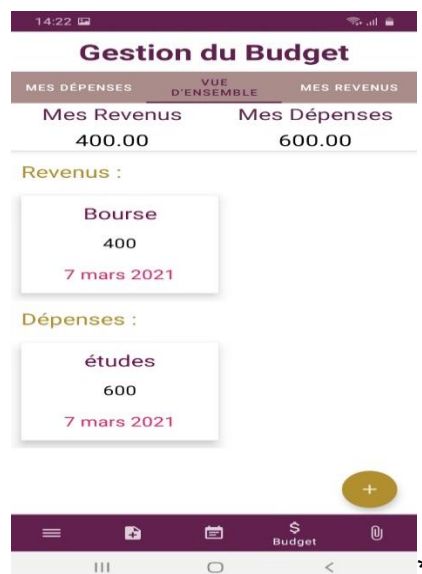 14:22
Gestion du Budget
MES DÉPENSES
VUE
D'ENSEMBLE
MES REVENUS
Mes Revenus
Mes Dépenses
400.00
600.00
Revenus :
Bourse
400
7 mars 2021
Dépenses :
études
600
7 mars 2021
+
$
Budget